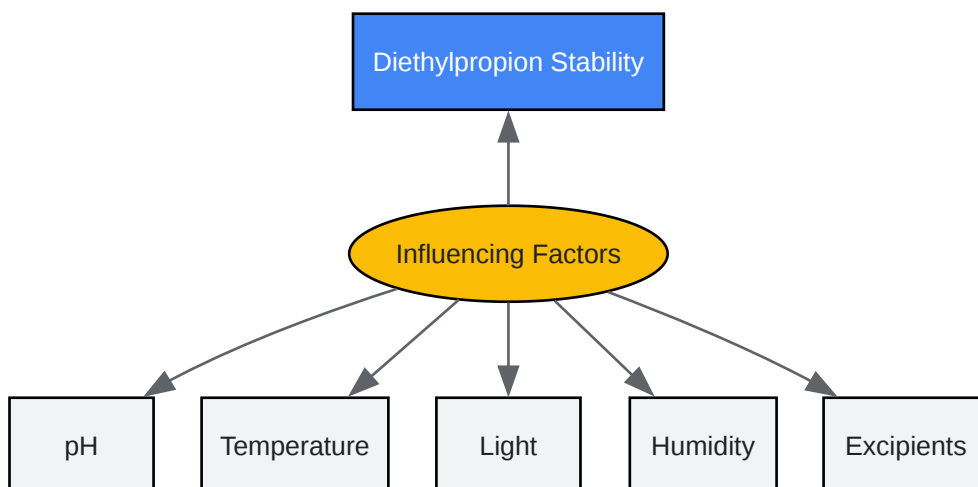 Diethylpropion Stability
Influencing Factors
pH
Temperature
Light
Humidity
Excipients